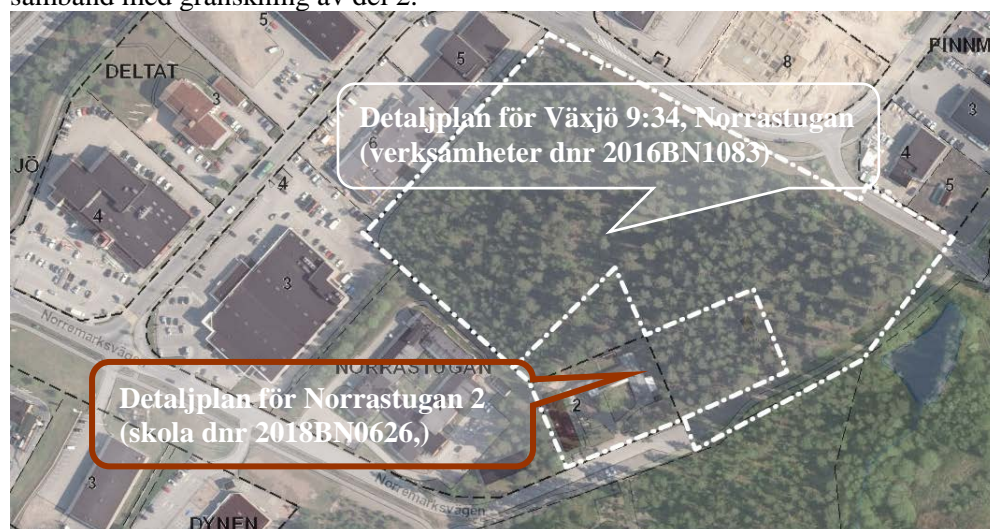 samband med granskning av del 2.
5
FINNM
DELTAT
5
8
3
3
Detaljplan för Växjö 9:34, Norrastugan
(verksamheter dnr 2016BN1083)
6
4
JÖ
4
5
4
3
Norremarksvägen
NORRASTUGAN
Detaljplan för Norrastugan 2
(skola dnr 2018BN0626,)
2
3
Norremarksvägen
DYNEN